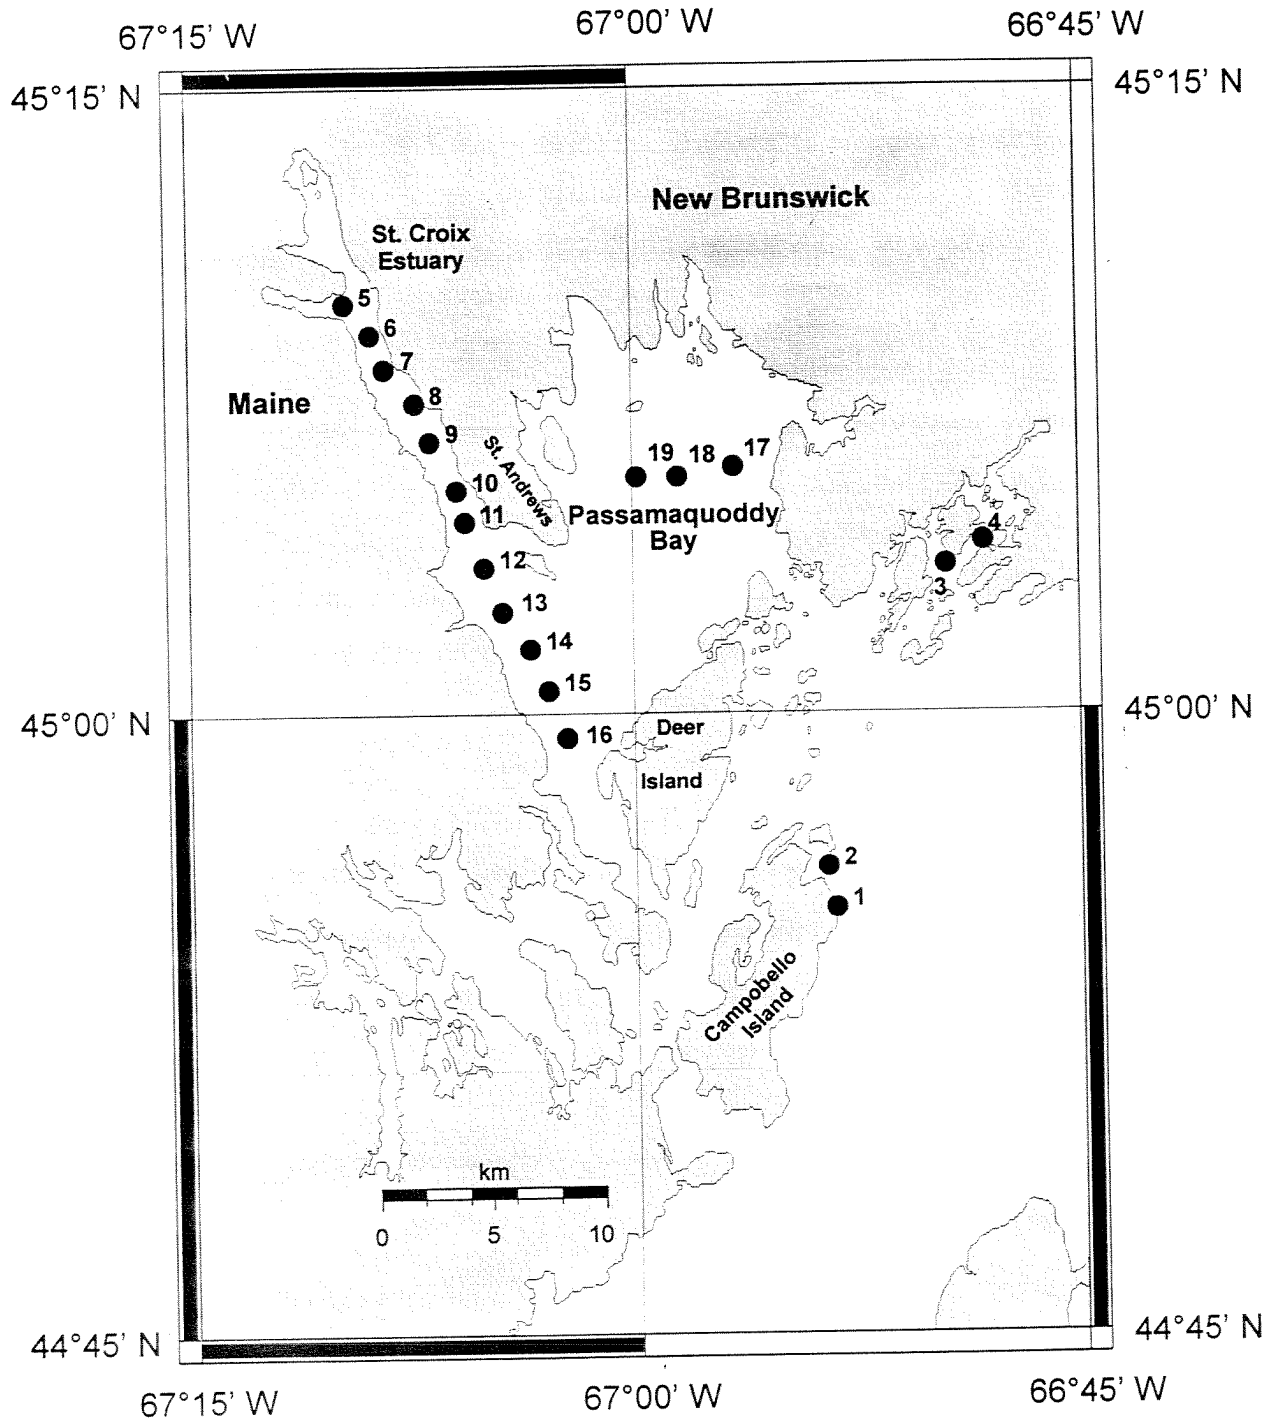 67°15' W
67°00' W
66°45' W
45°15' N
45°15' N
New Brunswick
St. Croix
Estuary
5
6
7
Maine
8
9
St. Andrews
19
18
17
10
11
Passamaquoddy
Bay
4
3
12
13
14
15
45°00' N
45°00' N
16
Deer
Island
2
1
Campobello
Island
km
0
5
10
44°45' N
44°45' N
67°15' W
67°00' W
66°45' W